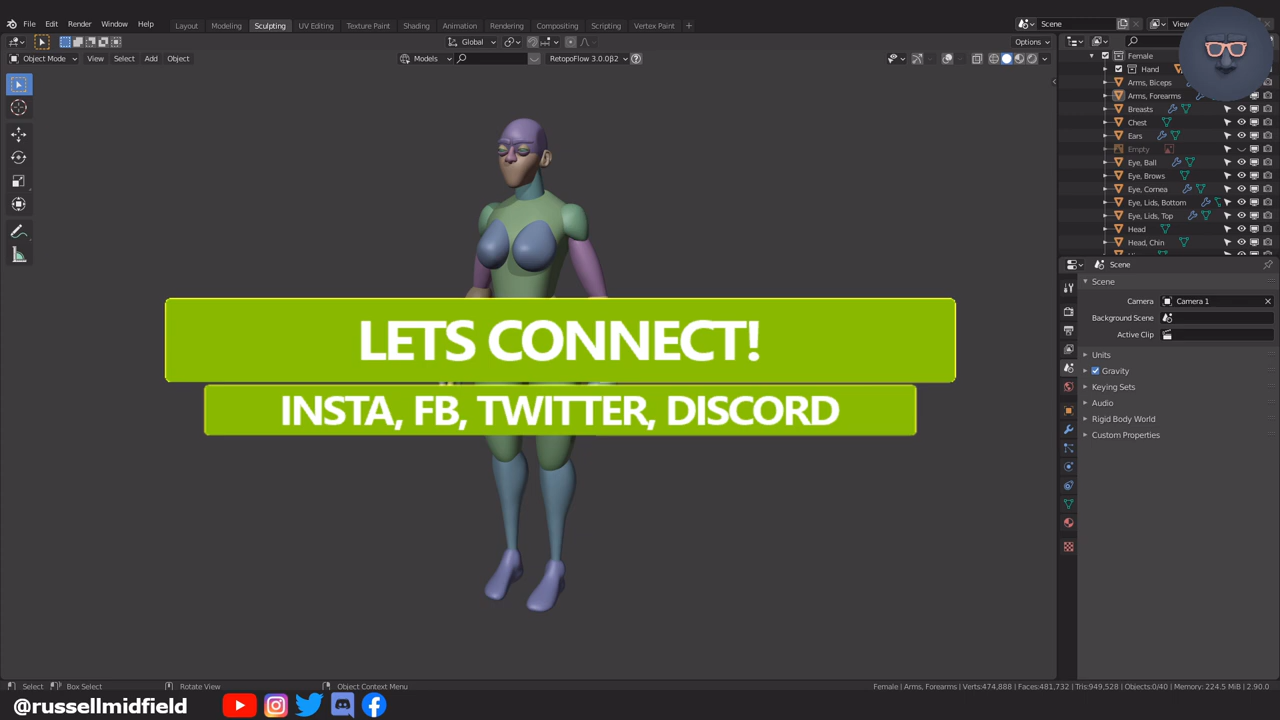 File Edit Render Window Help
Layout Modeling Sculpting UV Editing Texture Paint Shading Animation Rendering Compositing Scripting Vertex Paint +
Scene
View
Global
Options
Object Mode View Select Add Object
Models
RetopoFlow 3.0.0β2
Female
Hand
Arms, Biceps
Arms, Forearms
Breasts
Chest
Ears
Empty
Eye, Ball
Eye, Brows
Eye, Cornea
Eye, Lids, Bottom
Eye, Lids, Top
Head
Head, Chin
Scene
Scene
Camera Camera 1
Background Scene
Active Clip
Units
Gravity
Keying Sets
Audio
Rigid Body World
Custom Properties
LETS CONNECT!
INSTA, FB, TWITTER, DISCORD
Select Box Select Rotate View Object Context Menu
Female | Arms, Forearms | Verts:474,888 | Faces:481,732 | Tris:949,528 | Objects:0/40 | Memory: 224.5 MiB | 2.90.0
@russellmidfield